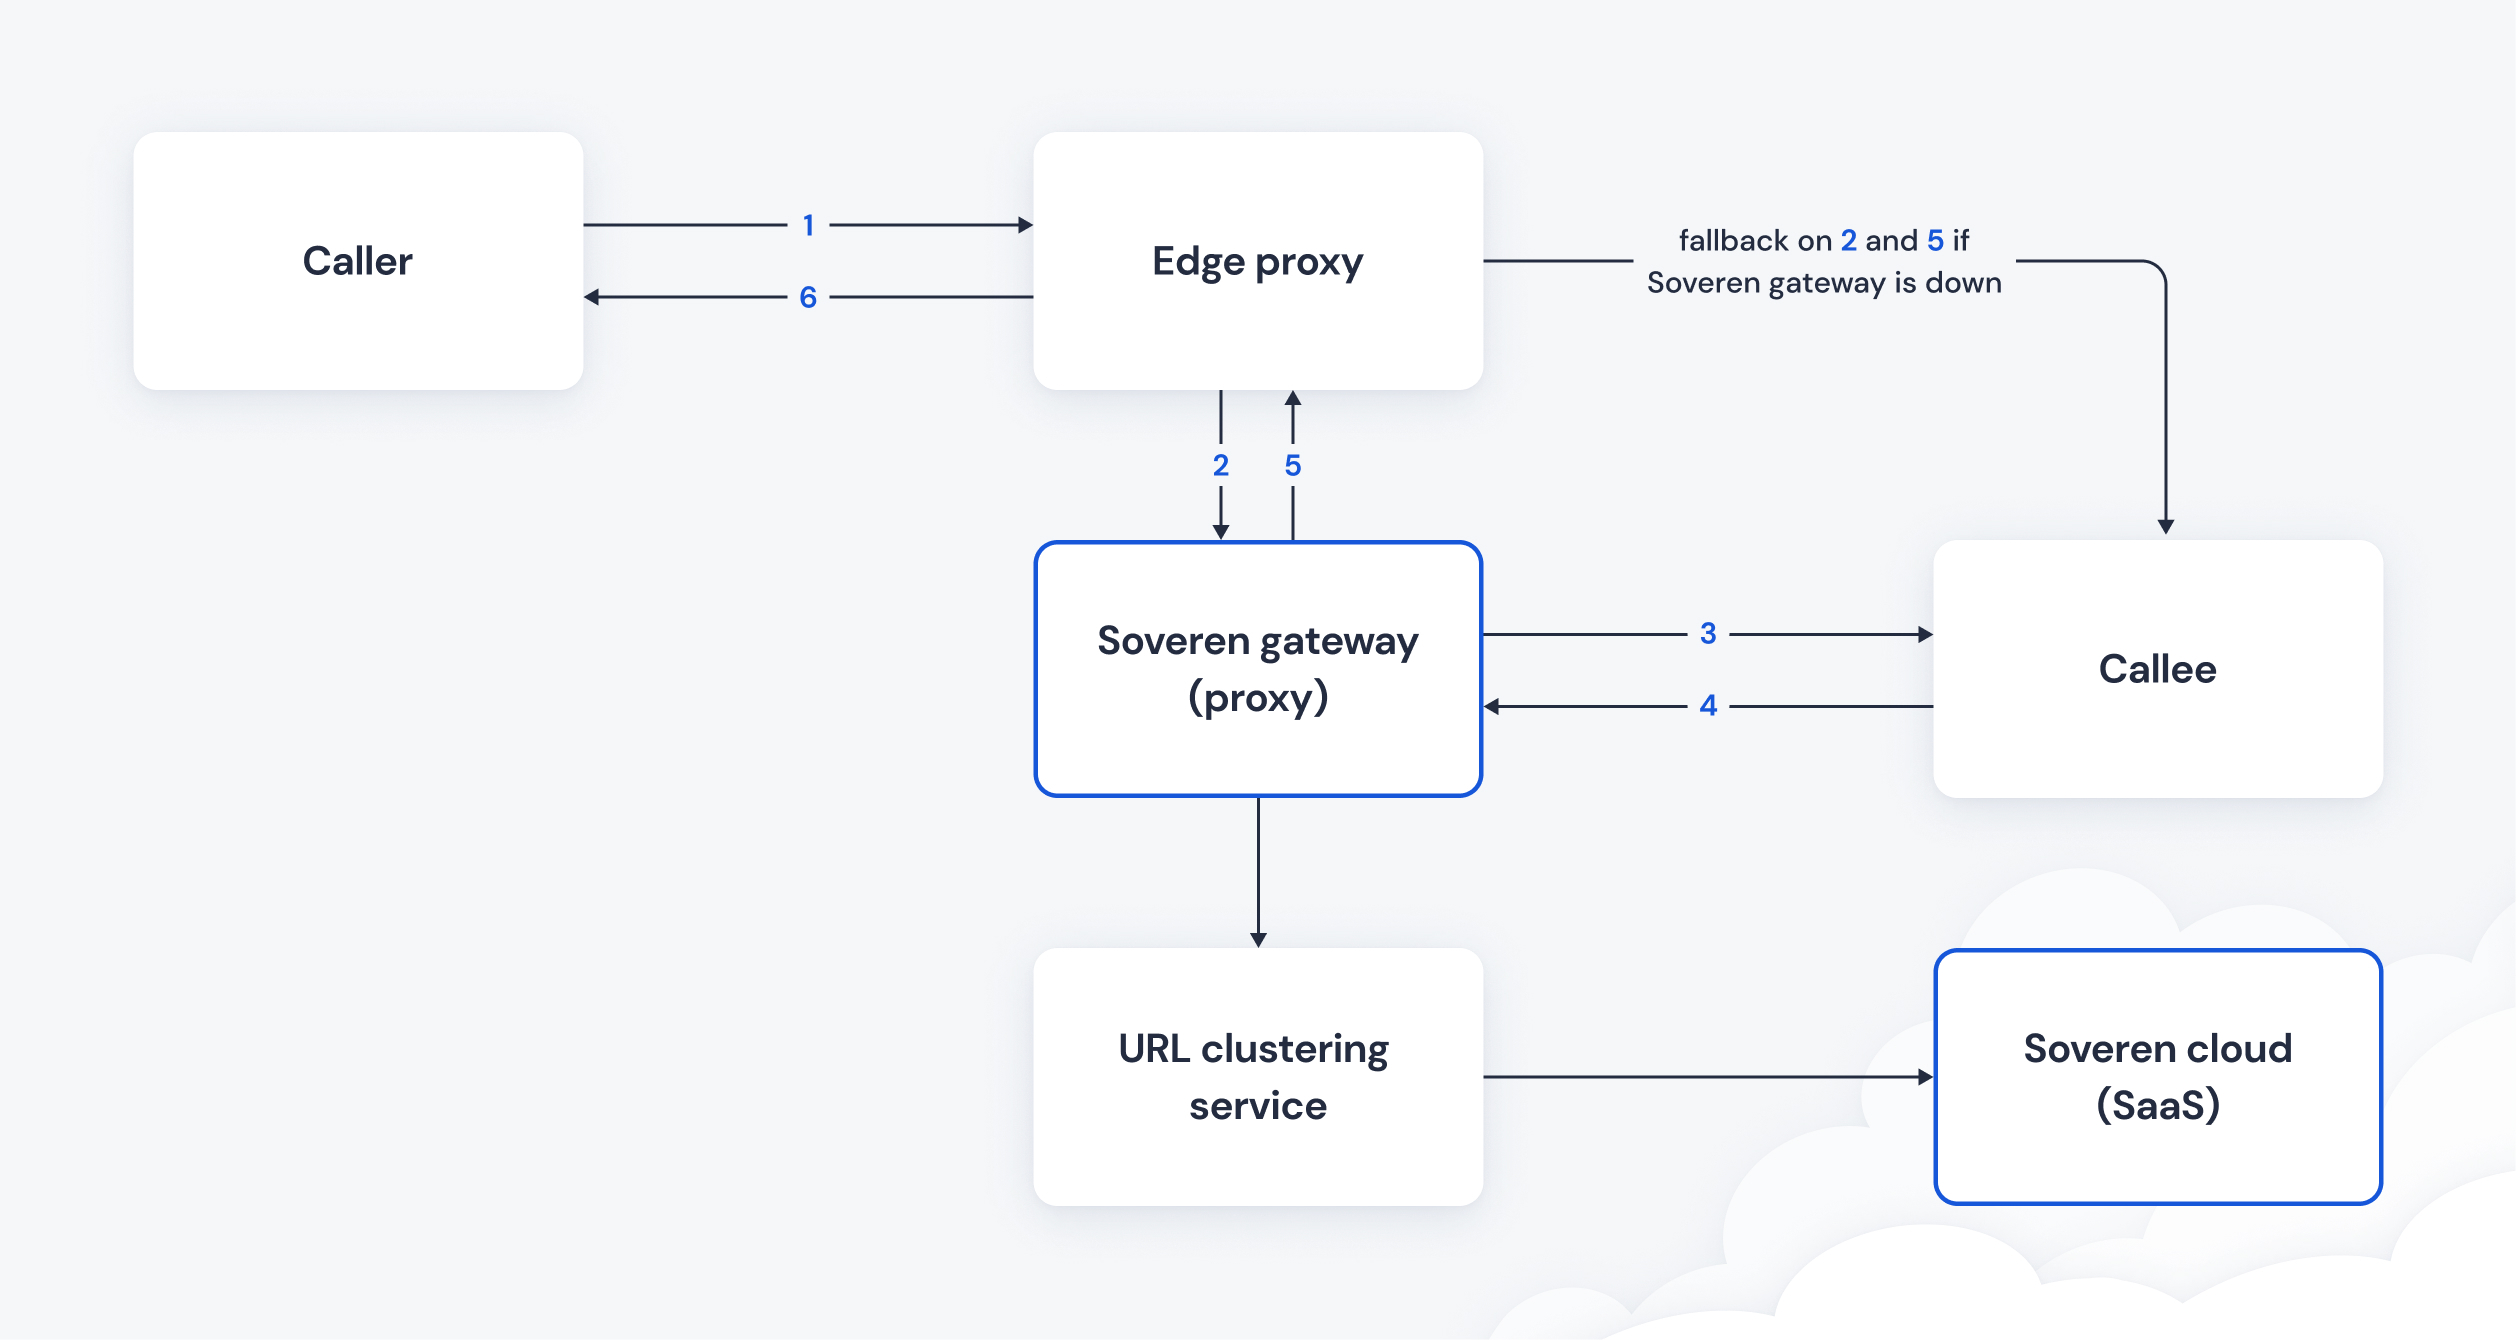 Caller
1
6
Edge proxy
fallback on 2 and 5 if
Soveren gateway is down
2
5
Soveren gateway
(proxy)
3
4
Callee
URL clustering
service
Soveren cloud
(SaaS)